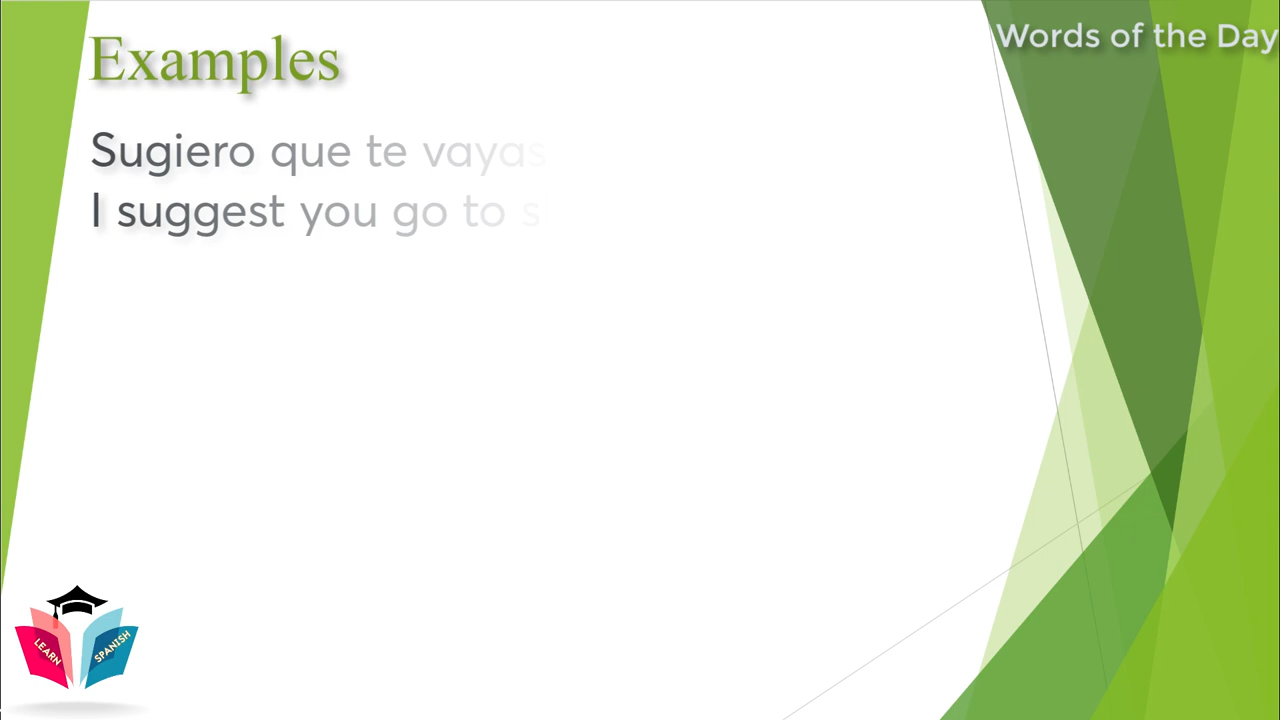 Words of the Day
Examples
Sugiero que te vayas
I suggest you go to s
LEARN
SPANISH